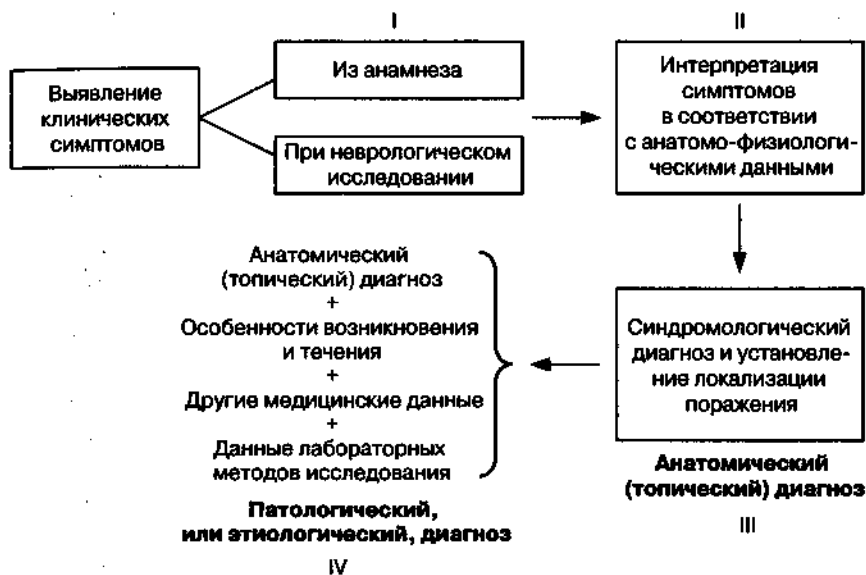 I
II
Выявление
клинических
симптомов
Из анамнеза
При неврологическом
исследовании
Интерпретация
симптомов
в соответствии
с анатомо-физиологи-
ческими данными
Синдромологический
диагноз и установле-
ние локализации
поражения
Анатомический
(топический) диагноз
III
Анатомический
(топический) диагноз
+
Особенности возникновения
и течения
+
Другие медицинские данные
+
Данные лабораторных
методов исследования
Патологический,
или этиологический, диагноз
IV